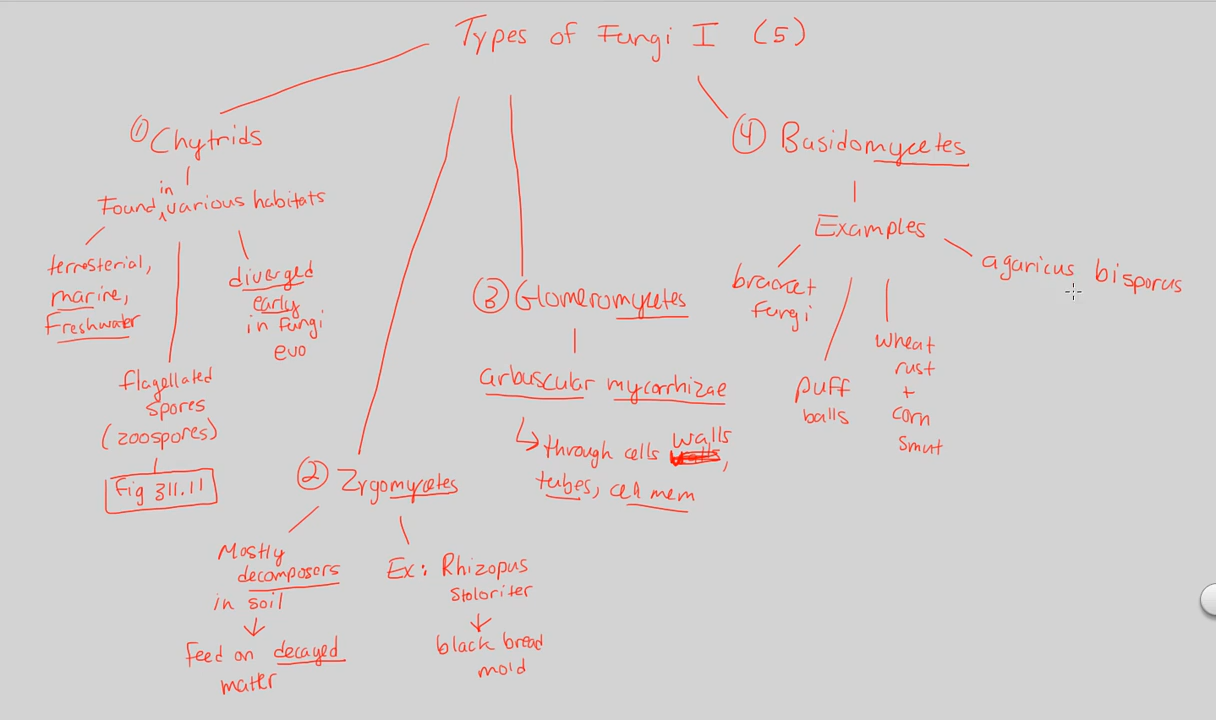 Types of Fungi I (5)
① Chytrids
Found in various habitats
terresterial,
marine,
Freshwater
diverged
early
in Fungi
evo
flagellated
spores
(zoospores)
Fig 311.11
② Zygomycetes
Mostly
decomposers
in soil
Feed on decayed
matter
Ex: Rhizopus
Stoloriter
black bread
mold
③ Glomeromycetes
arbuscular mycorrhizae
through cells walls,
tubes, cell mem
④ Basidomycetes
Examples
bracket
Fungi
puff
balls
wheat
rust
+
corn
smut
agaricus bisporus